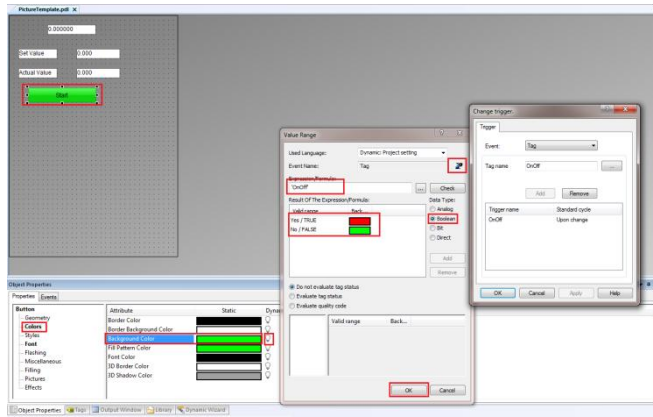 PictureTemplate.pdl X
0.000000
Set Value
0.000
Actual Value
0.000
Start
Value Range
Used Language:
Dynamic: Project setting
Event Name:
Tag
Expression/Formula:
'OnOff'
...
Check
Result Of The Expression/Formula:
Data Type:
Valid range
Back...
Yes / TRUE
No / FALSE
Analog
Boolean
Bit
Direct
Add
Remove
Do not evaluate tag status
Evaluate tag status
Evaluate quality code
Valid range
Back...
OK
Cancel
Change trigger
Trigger
Event:
Tag
Tag name
OnOff
...
Add
Remove
Trigger name
Standard cycle
OnOff
Upon change
OK
Cancel
Apply
Help
Object Properties
Properties
Events
Button
Geometry
Colors
Styles
Font
Flashing
Miscellaneous
Filling
Pictures
Effects
Attribute
Static
Dyna
Border Color
Border Background Color
Background Color
Fill Pattern Color
Font Color
3D Border Color
3D Shadow Color
Object Properties
Tags
Output Window
Library
Dynamic Wizard